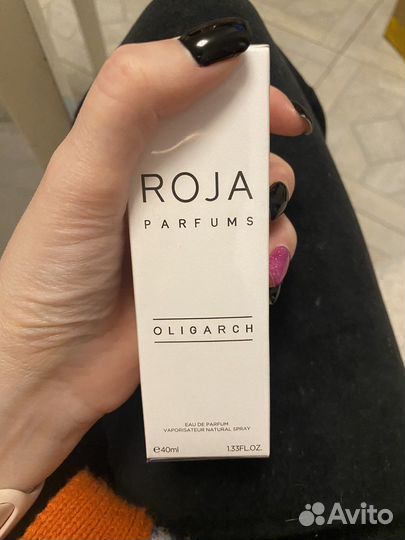 ROJA
PARFUMS
OLIGARCH
EAU DE PARFUM
VAPORISATEUR NATURAL SPRAY
℮40ml 1.33FL.OZ.
Avito